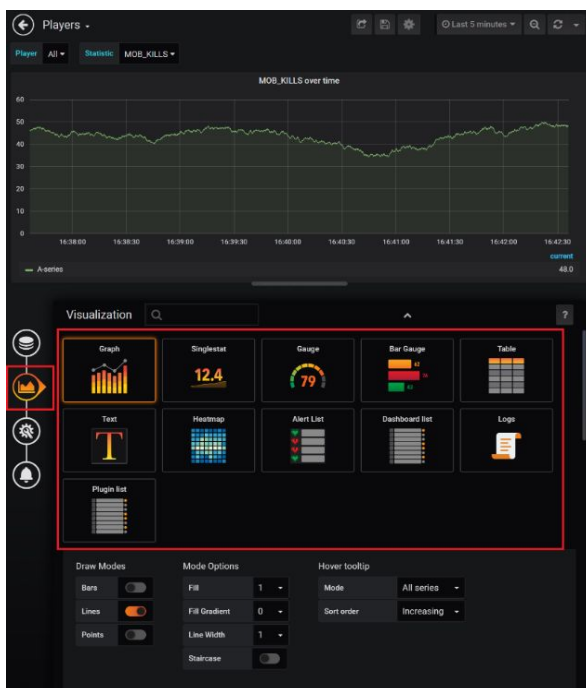 Players
Last 5 minutes
Player All Statistic MOB_KILLS
MOB_KILLS over time
60
50
40
30
20
10
0
16:38:00 16:38:30 16:39:00 16:39:30 16:40:00 16:40:30 16:41:00 16:41:30 16:42:00 16:42:30
current
A-series 48.0
Visualization ?
Graph Singlestat Gauge Bar Gauge Table
12.4 79
Text Heatmap Alert List Dashboard list Logs
T
Plugin list
Draw Modes Mode Options Hover tooltip
Bars Fill 1 Mode All series
Lines Fill Gradient 0 Sort order Increasing
Points Line Width 1
Staircase